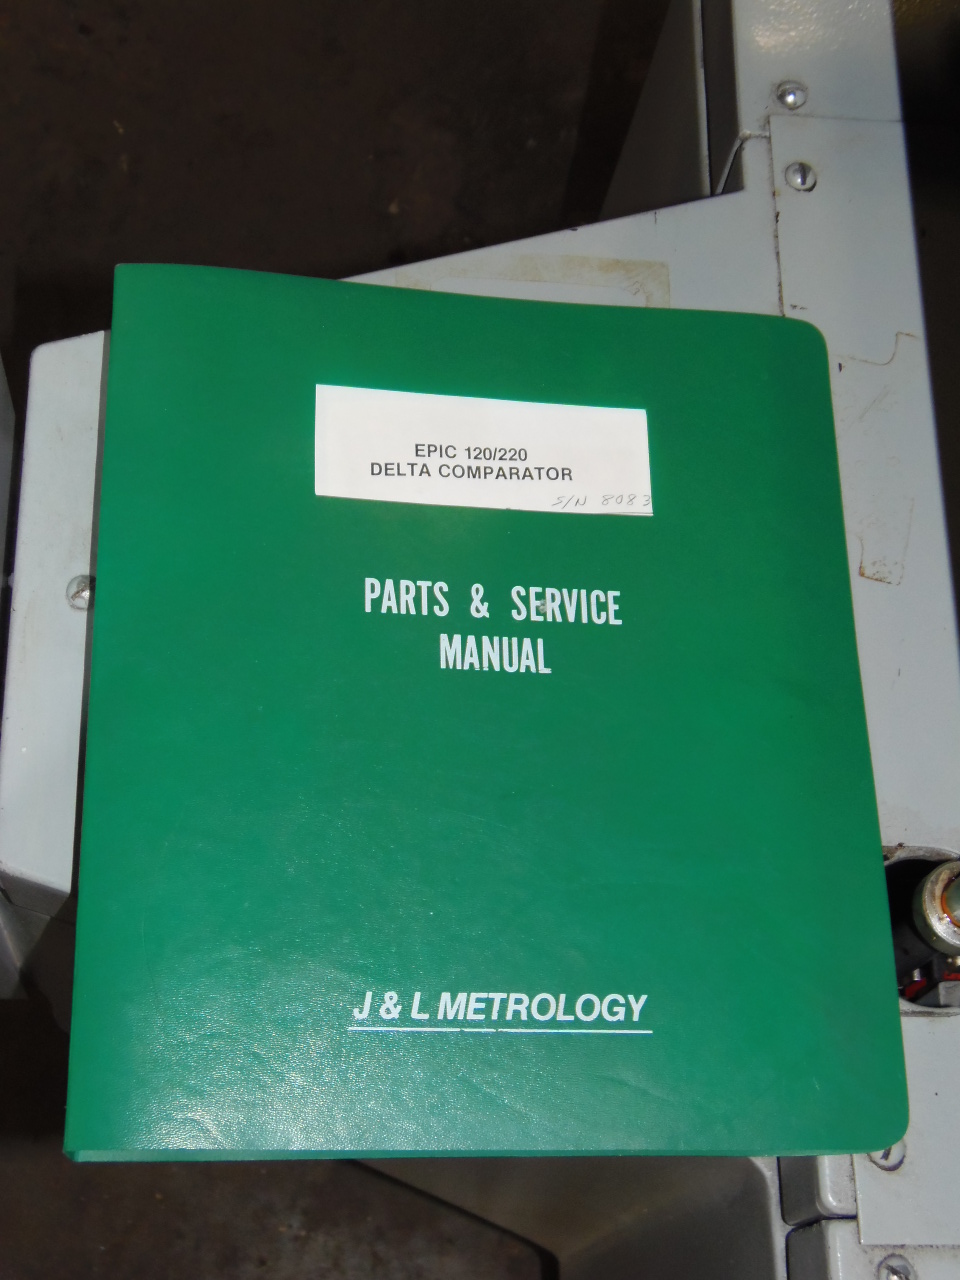 EPIC 120/220
DELTA COMPARATOR
S/N 8083
PARTS & SERVICE
MANUAL
J & L METROLOGY